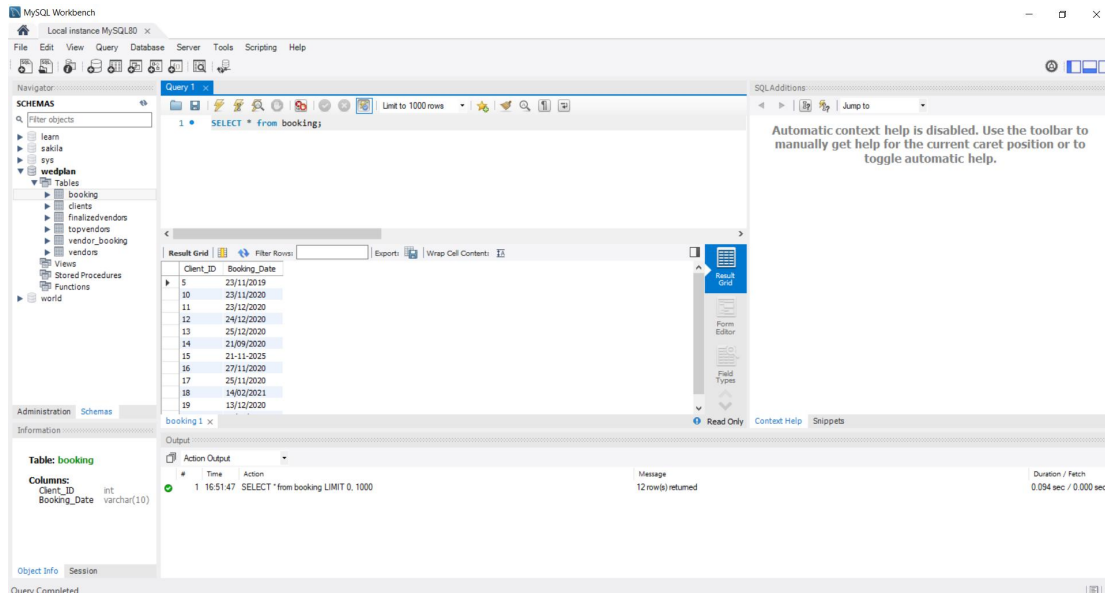 MySQL Workbench
Local instance MySQL80
File Edit View Query Database Server Tools Scripting Help
Navigator
SCHEMAS
Filter objects
learn
sakila
sys
wedplan
Tables
booking
clients
finalizedvendors
topvendors
vendor_booking
vendors
Views
Stored Procedures
Functions
world
Administration Schemas
Information
Table: booking
Columns:
Client_ID int
Booking_Date varchar(10)
Object Info Session
Query Completed
Query 1
Limit to 1000 rows
1 SELECT * from booking;
Result Grid Filter Rows: Export: Wrap Cell Content:
Client_ID Booking_Date
5 23/11/2019
10 23/11/2020
11 23/12/2020
12 24/12/2020
13 25/12/2020
14 21/09/2020
15 21-11-2025
16 27/11/2020
17 25/11/2020
18 14/02/2021
19 13/12/2020
Result Grid
Form Editor
Field Types
booking 1
Read Only
SQLAdditions
Jump to
Automatic context help is disabled. Use the toolbar to
manually get help for the current caret position or to
toggle automatic help.
Context Help Snippets
Output
Action Output
# Time Action Message Duration / Fetch
1 16:51:47 SELECT * from booking LIMIT 0, 1000 12 row(s) returned 0.094 sec / 0.000 sec